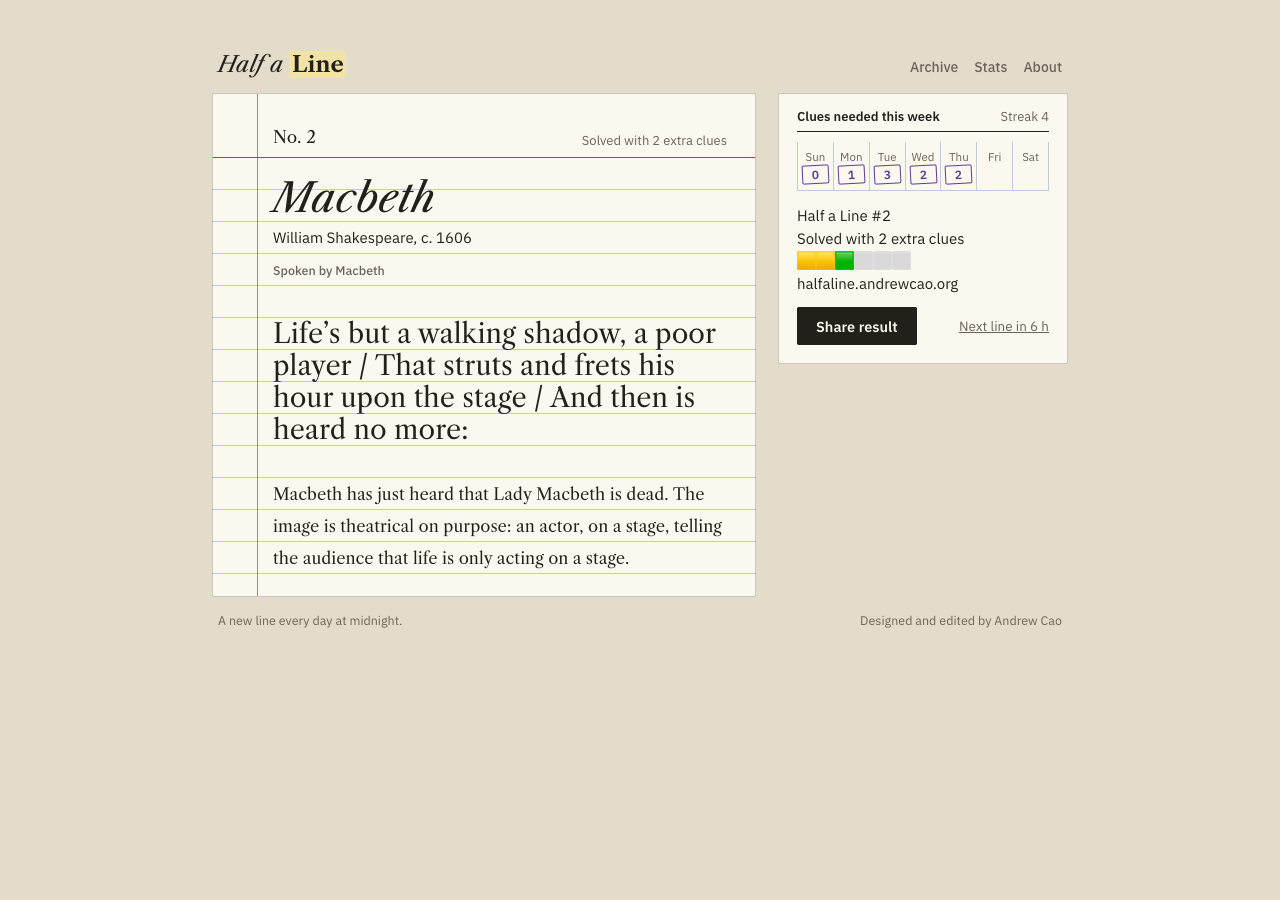 Half a Line
Archive Stats About
No. 2
Solved with 2 extra clues
Macbeth
William Shakespeare, c. 1606
Spoken by Macbeth
Life’s but a walking shadow, a poor
player / That struts and frets his
hour upon the stage / And then is
heard no more:
Macbeth has just heard that Lady Macbeth is dead. The
image is theatrical on purpose: an actor, on a stage, telling
the audience that life is only acting on a stage.
Clues needed this week
Streak 4
Sun Mon Tue Wed Thu Fri Sat
0 1 3 2 2
Half a Line #2
Solved with 2 extra clues
halfaline.andrewcao.org
Share result
Next line in 6 h
A new line every day at midnight.
Designed and edited by Andrew Cao